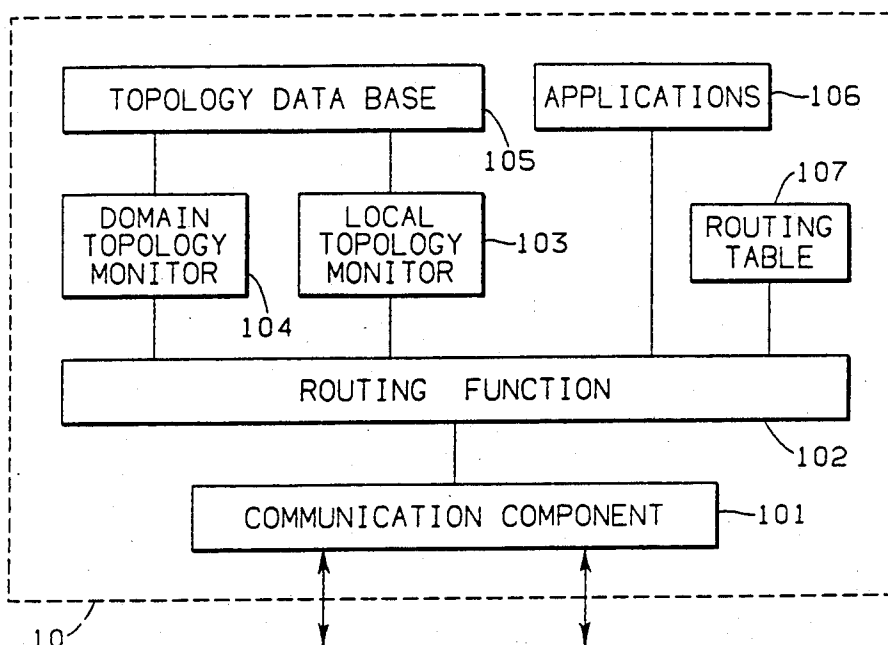 TOPOLOGY DATA BASE
APPLICATIONS
106
105
107
DOMAIN
TOPOLOGY
MONITOR
LOCAL
TOPOLOGY
MONITOR
103
ROUTING
TABLE
104
ROUTING FUNCTION
102
COMMUNICATION COMPONENT
101
10